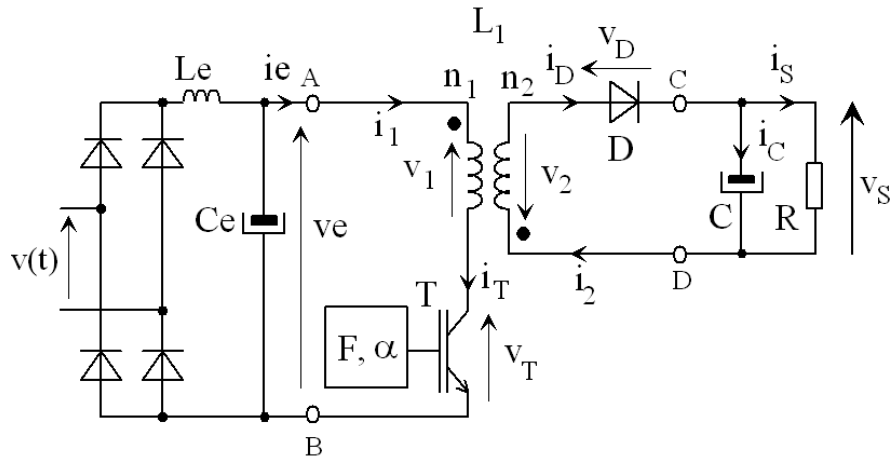 L1
Le
ie
A
i1
n1
n2
iD
vD
C
iS
D
v1
v2
iC
C
R
vS
v(t)
Ce
ve
iT
T
F, α
vT
i2
D
B